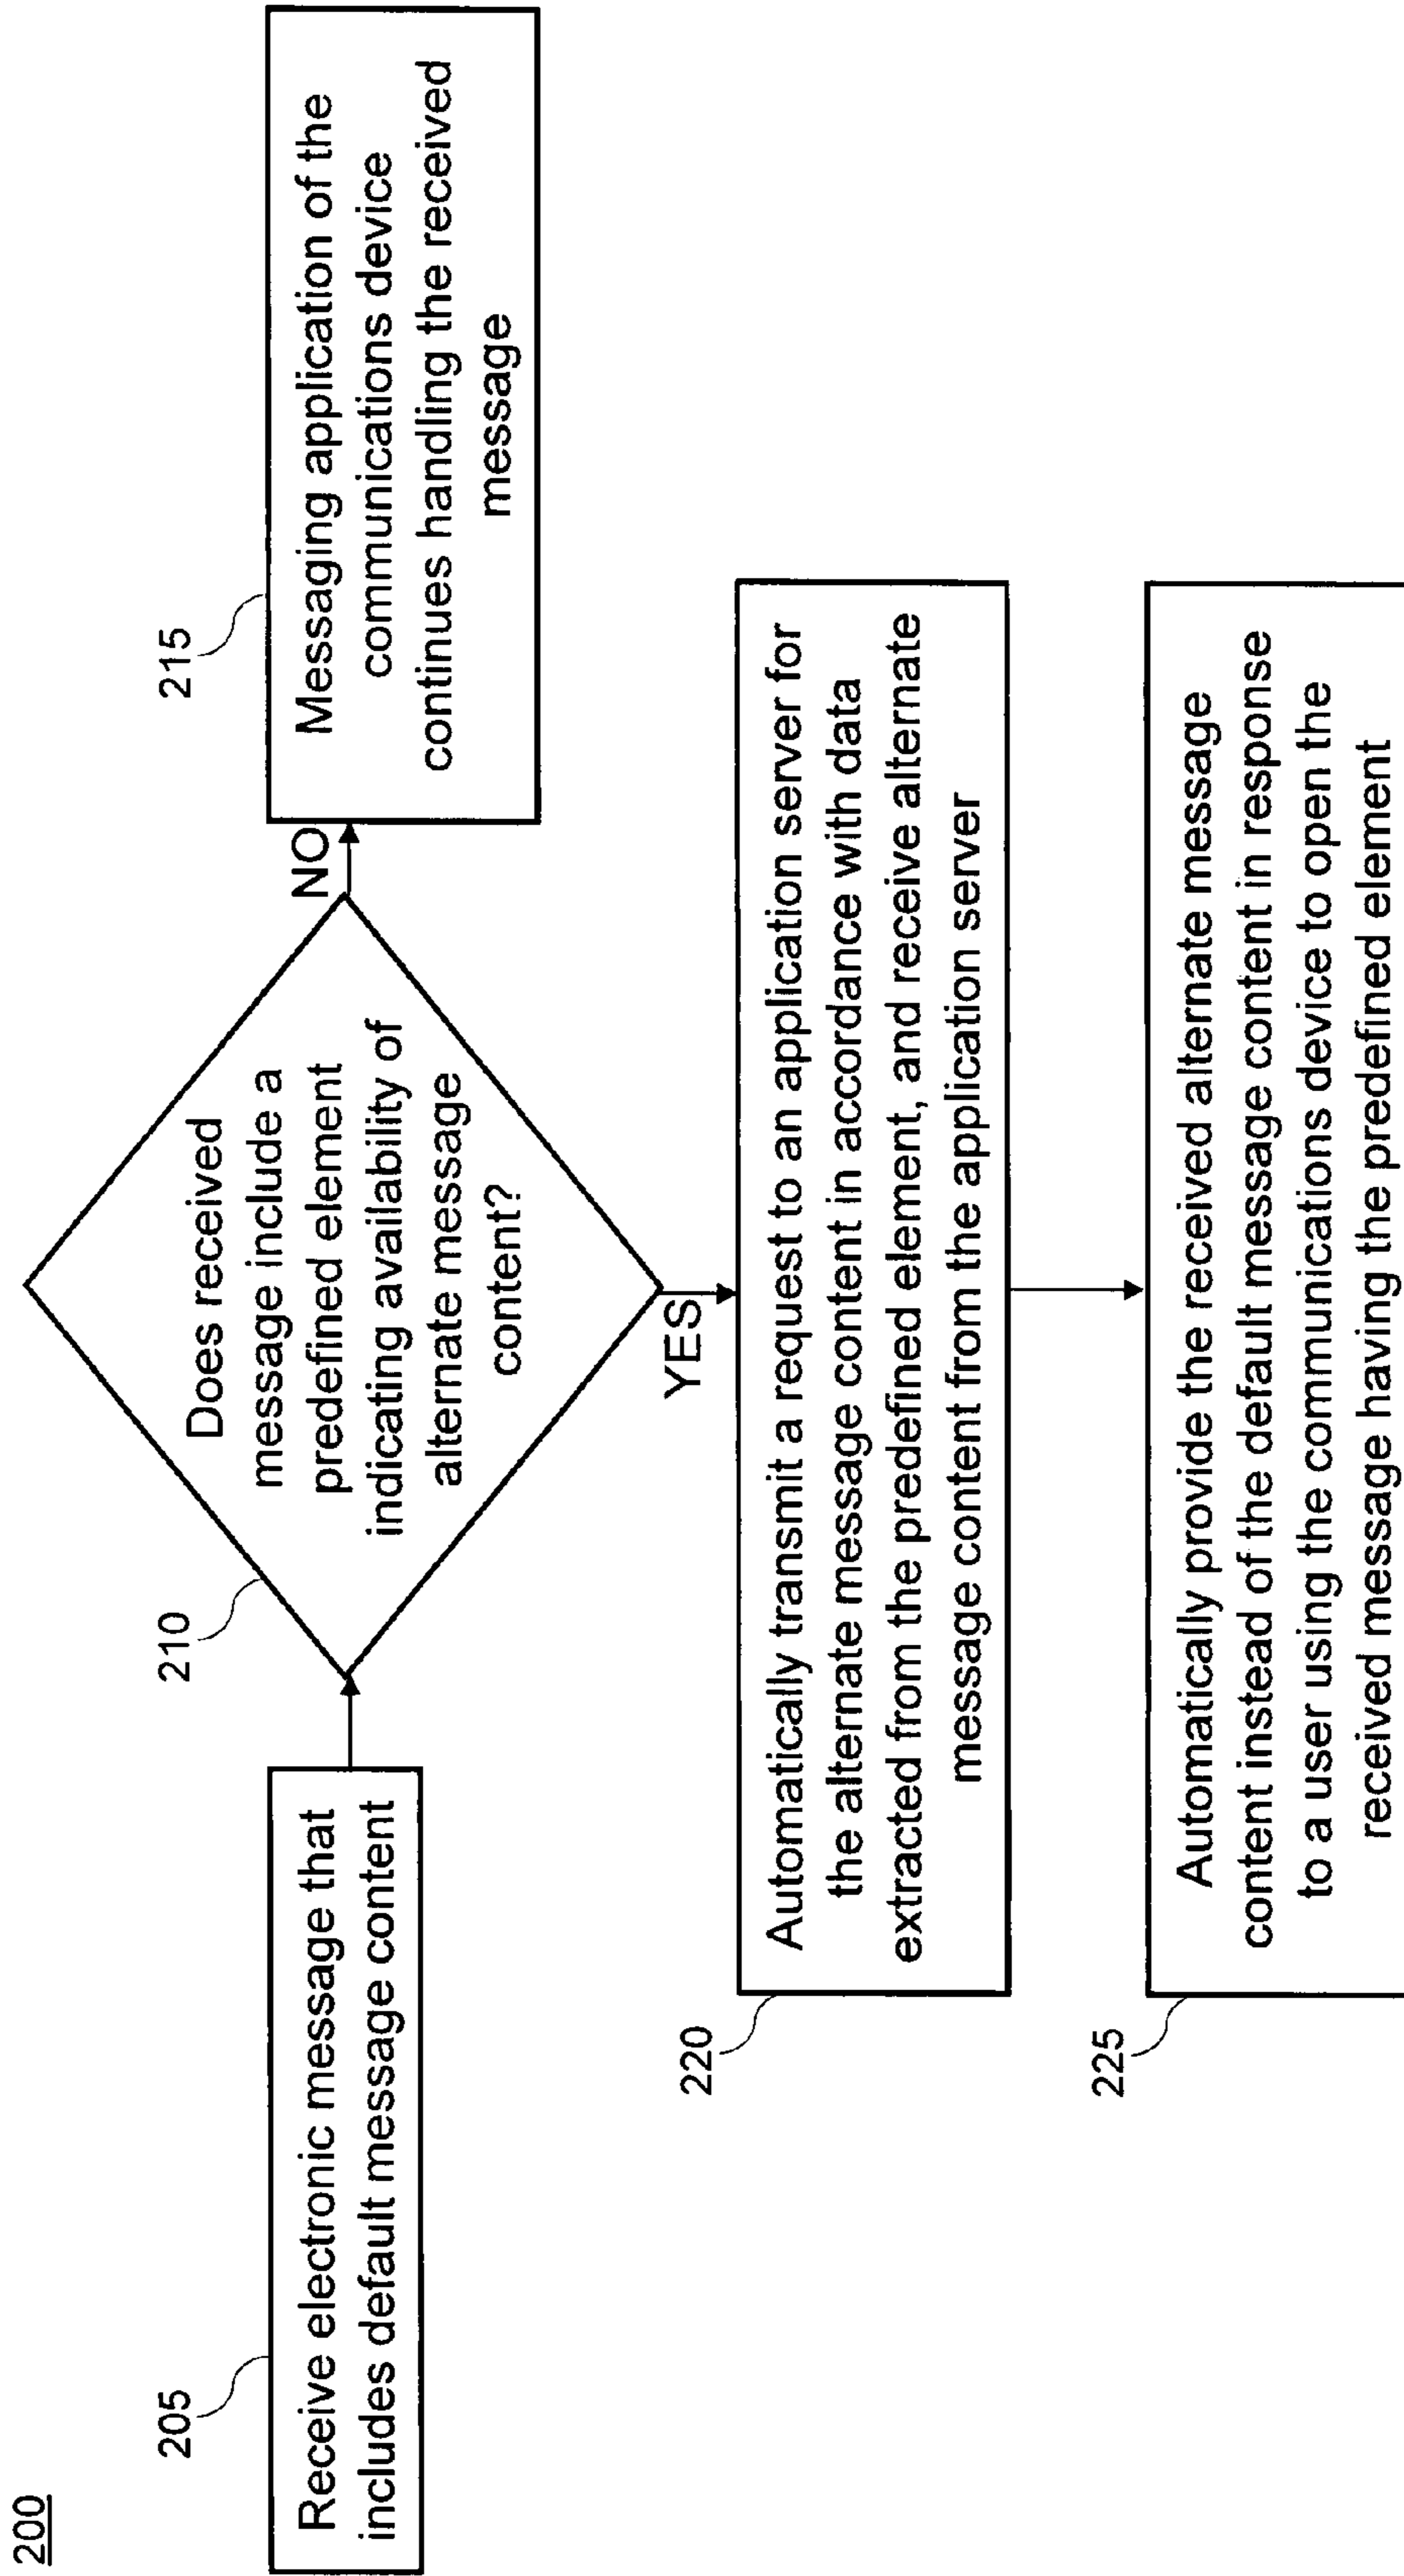 200
205
Receive electronic message that
includes default message content
210
Does received
message include a
predefined element
indicating availability of
alternate message
content?
NO
215
Messaging application of the
communications device
continues handling the received
message
YES
220
Automatically transmit a request to an application server for
the alternate message content in accordance with data
extracted from the predefined element, and receive alternate
message content from the application server
225
Automatically provide the received alternate message
content instead of the default message content in response
to a user using the communications device to open the
received message having the predefined element